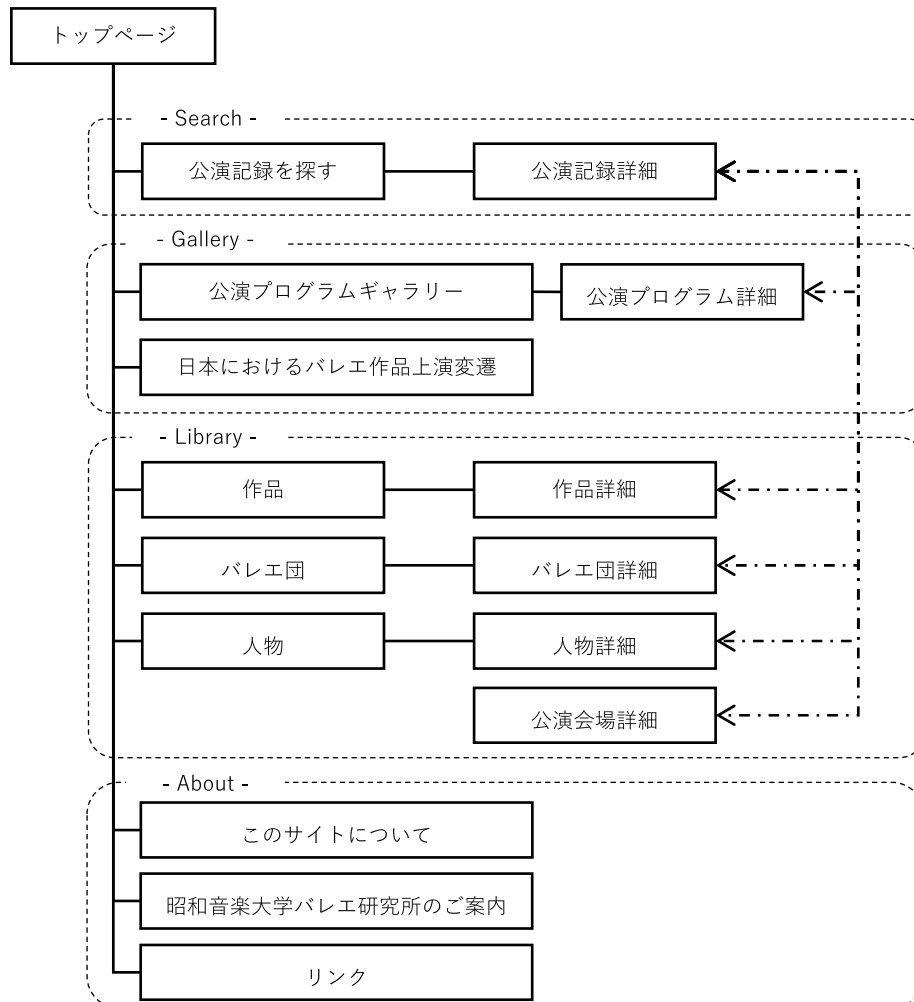 トップページ
- Search -
公演記録を探す
公演記録詳細
- Gallery -
公演プログラムギャラリー
公演プログラム詳細
日本におけるバレエ作品上演変遷
- Library -
作品
作品詳細
バレエ団
バレエ団詳細
人物
人物詳細
公演会場詳細
- About -
このサイトについて
昭和音楽大学バレエ研究所のご案内
リンク